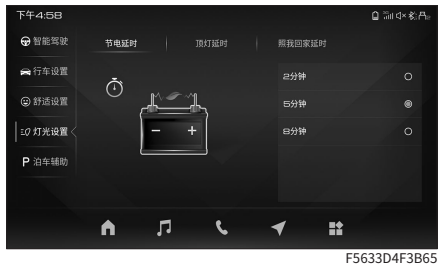 下午4:58
智能驾驶
行车设置
舒适设置
灯光设置
P 泊车辅助
节电延时 顶灯延时 照我回家延时
2分钟
5分钟
8分钟
F5633D4F3B65